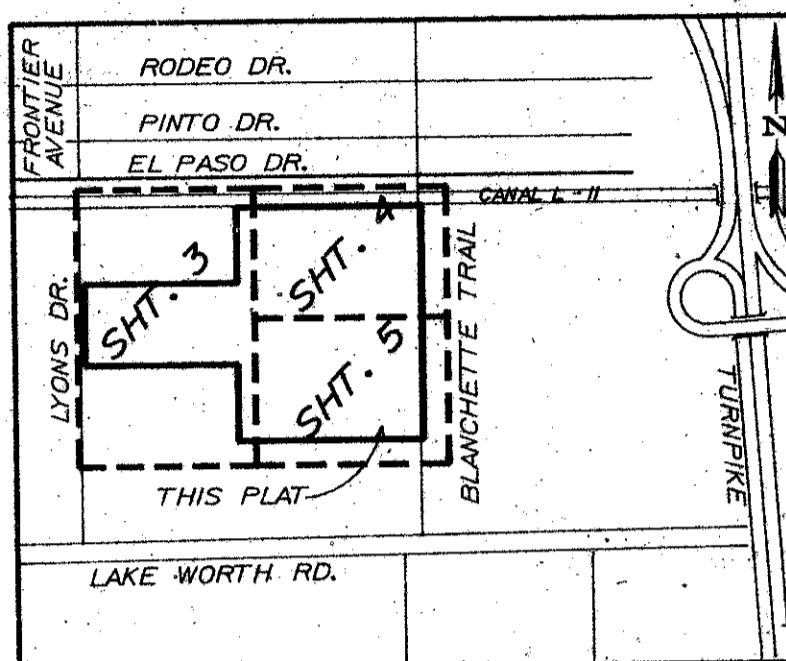 FRONTIER
AVENUE
RODEO DR.
PINTO DR.
EL PASO DR.
N
CANAL L-11
SHT. 3
SHT. 4
SHT. 5
LYONS DR.
BLANCHETTE TRAIL
TURNPIKE
THIS PLAT
LAKE WORTH RD.